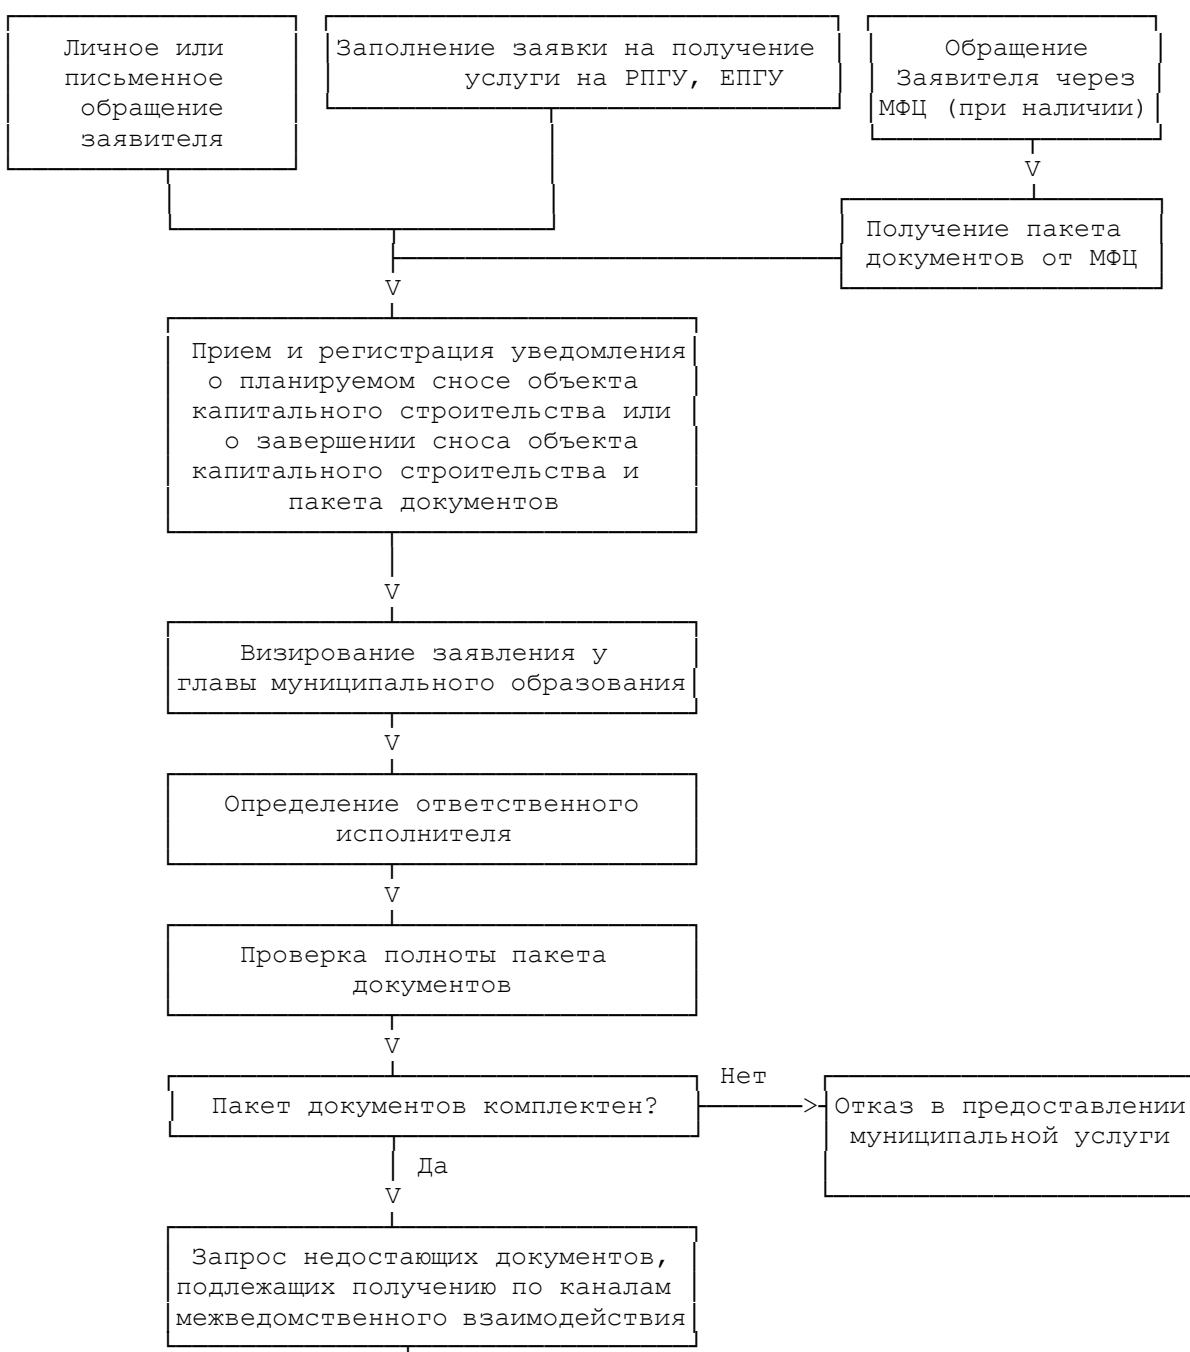 Личное или
письменное
обращение
заявителя
Заполнение заявки на получение
услуги на РПГУ, ЕПГУ
Обращение
Заявителя через
МФЦ (при наличии)
V
Получение пакета
документов от МФЦ
V
Прием и регистрация уведомления
о планируемом сносе объекта
капитального строительства или
о завершении сноса объекта
капитального строительства и
пакета документов
V
Визирование заявления у
главы муниципального образования
V
Определение ответственного
исполнителя
V
Проверка полноты пакета
документов
V
Пакет документов комплектен?
Нет
>
Отказ в предоставлении
муниципальной услуги
Да
V
Запрос недостающих документов,
подлежащих получению по каналам
межведомственного взаимодействия